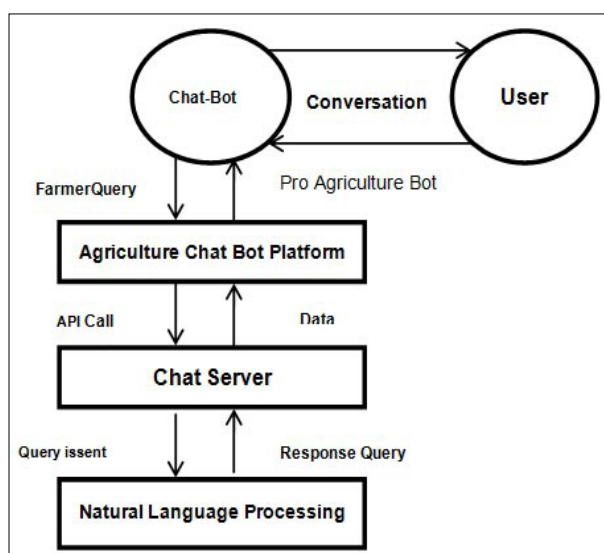 Chat-Bot
Conversation
User
FarmerQuery
Pro Agriculture Bot
Agriculture Chat Bot Platform
API Call
Data
Chat Server
Query issent
Response Query
Natural Language Processing